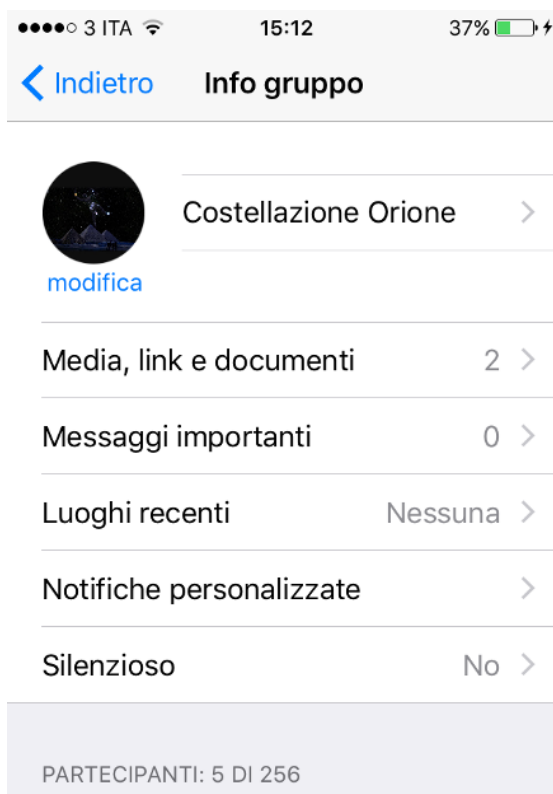 3 ITA 15:12 37%
Indietro Info gruppo
Costellazione Orione
modifica
Media, link e documenti 2
Messaggi importanti 0
Luoghi recenti Nessuna
Notifiche personalizzate
Silenzioso No
PARTECIPANTI: 5 DI 256